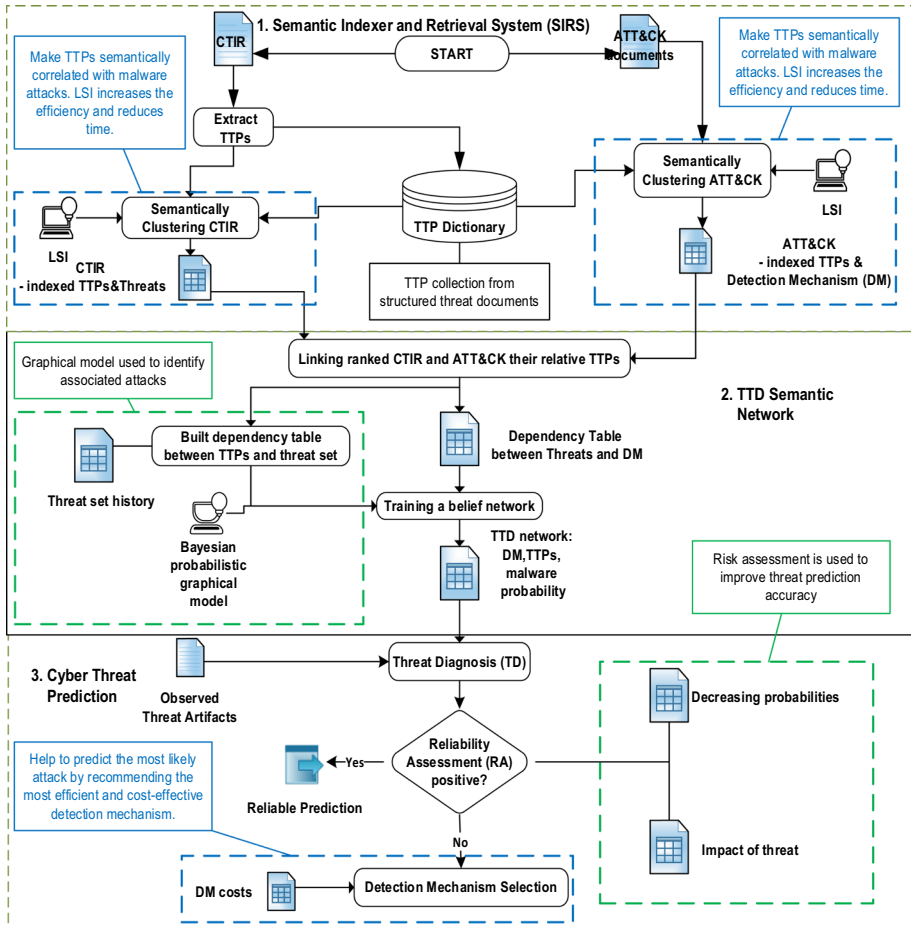 1. Semantic Indexer and Retrieval System (SIRS)
CTIR
START
ATT&CK
documents
Make TTPs semantically
correlated with malware
attacks. LSI increases the
efficiency and reduces
time.
Make TTPs semantically
correlated with malware
attacks. LSI increases the
efficiency and reduces
time.
Extract
TTPs
Semantically
Clustering CTIR
TTP Dictionary
Semantically
Clustering ATT&CK
LSI
CTIR
- indexed TTPs&Threats
LSI
ATT&CK
- indexed TTPs &
Detection Mechanism (DM)
TTP collection from
structured threat documents
Linking ranked CTIR and ATT&CK their relative TTPs
Graphical model used to identify
associated attacks
2. TTD Semantic
Network
Built dependency table
between TTPs and threat set
Threat set history
Dependency Table
between Threats and DM
Training a belief network
Bayesian
probabilistic
graphical
model
TTD network:
DM,TTPs,
malware
probability
Risk assessment is used to
improve threat prediction
accuracy
3. Cyber Threat
Prediction
Threat Diagnosis (TD)
Observed
Threat Artifacts
Decreasing probabilities
Reliability
Assessment (RA)
positive?
Yes
Reliable Prediction
Help to predict the most likely
attack by recommending the
most efficient and cost-effective
detection mechanism.
No
Impact of threat
DM costs
Detection Mechanism Selection